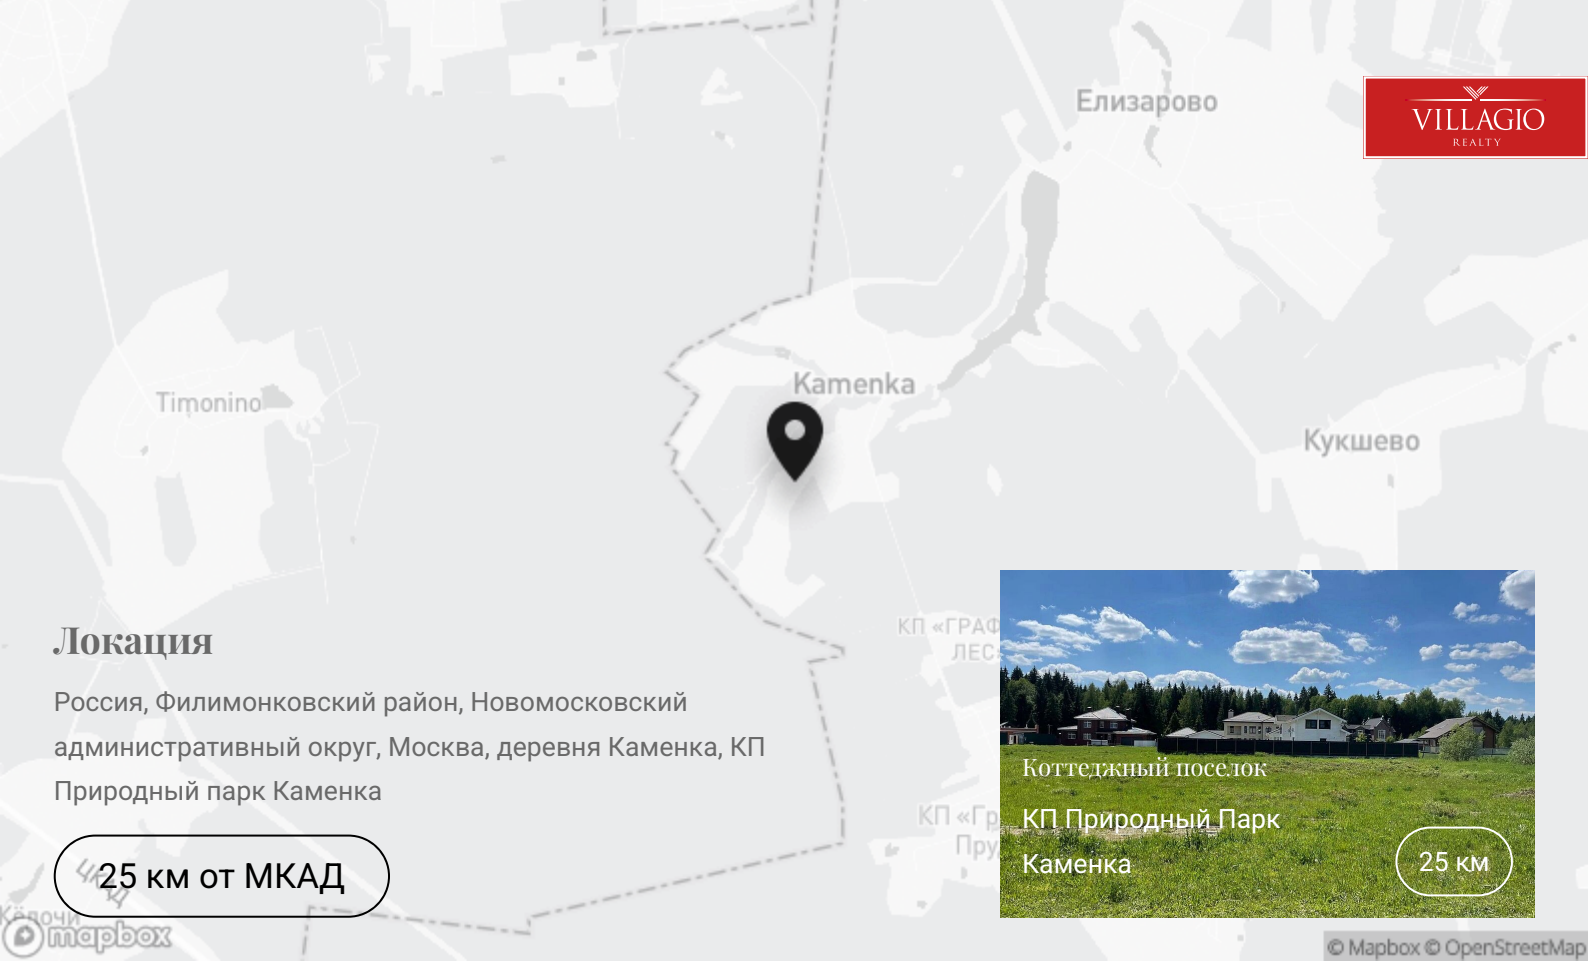 Елизарово
VILLAGIO
REALTY
Kamenka
Timonino
Кукшево
КП «ГРАФ
ЛЕС
Локация
Россия, Филимонковский район, Новомосковский
административный округ, Москва, деревня Каменка, КП
Природный парк Каменка
25 км от МКАД
ЦКАД
Коттеджный поселок
КП Природный Парк
Каменка
25 км
КП «Гр
Пру
mapbox
© Mapbox © OpenStreetMap